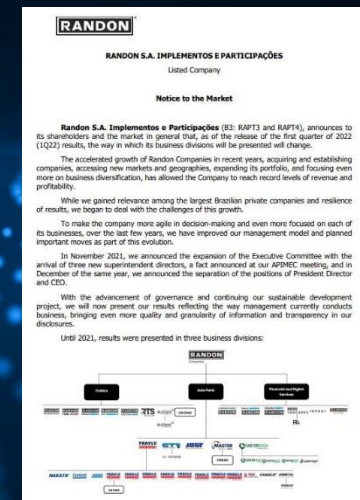 RANDON
RANDON S.A. IMPLEMENTOS E PARTICIPAÇÕES
Listed Company
Notice to the Market
Randon S.A. Implementos e Participações (B3: RAPT3 and RAPT4), announces to
its shareholders and the market in general that, as of the release of the first quarter of 2022
(1Q22) results, the way in which its business divisions will be presented will change.
The accelerated growth of Randon Companies in recent years, acquiring and establishing
companies, accessing new markets and geographies, expanding its portfolio, and focusing even
more on business diversification, has allowed the Company to reach record levels of revenue and
profitability.
While we gained relevance among the largest Brazilian private companies and resilience
of results, we began to deal with the challenges of this growth.
To make the company more agile in decision-making and even more focused on each of
its businesses, over the last few years, we have improved our management model and planned
important moves as part of this evolution.
In November 2021, we announced the expansion of the Executive Committee with the
arrival of three new superintendent directors, a fact announced at our APIMEC meeting, and in
December of the same year, we announced the separation of the positions of President Director
and CEO.
With the advancement of governance and continuing our sustainable development
project, we will now present our results reflecting the way management currently conducts
business, bringing even more quality and granularity of information and transparency in our
disclosures.
Until 2021, results were presented in three business divisions:
RANDON
Trailers Auto Parts Financial and Digital Services
RTS
FRASLE JOST MASTER CASTERTECH